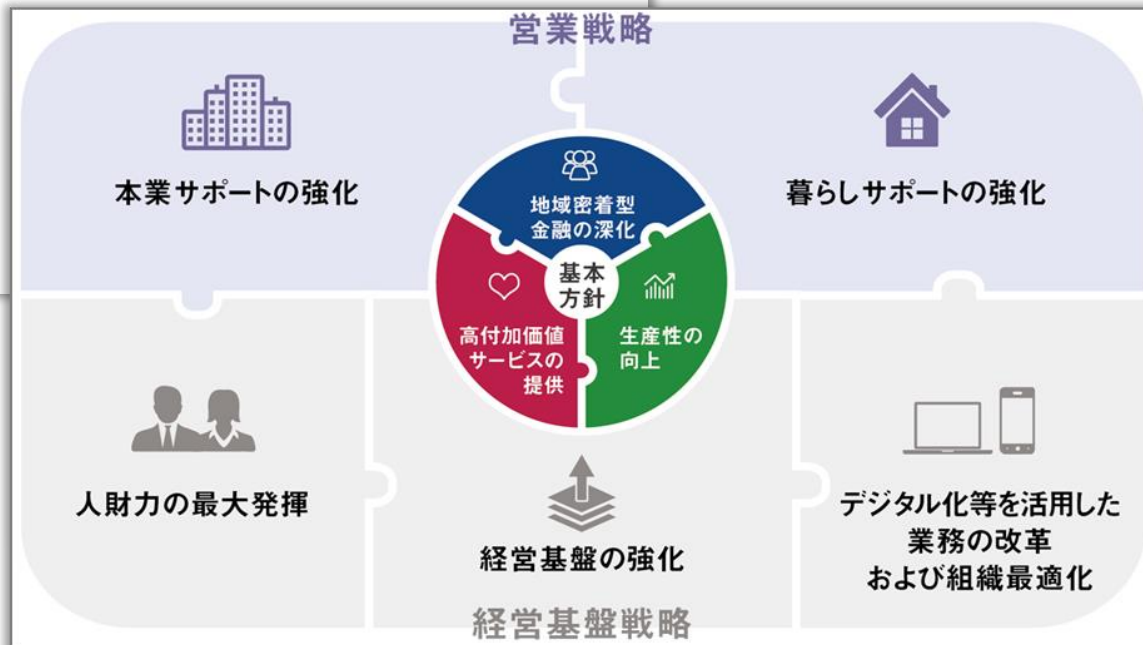 営業戦略
本業サポートの強化
暮らしサポートの強化
地域密着型
金融の深化
基本
方針
高付加価値
サービスの
提供
生産性の
向上
人財力の最大発揮
経営基盤の強化
デジタル化等を活用した
業務の改革
および組織最適化
経営基盤戦略